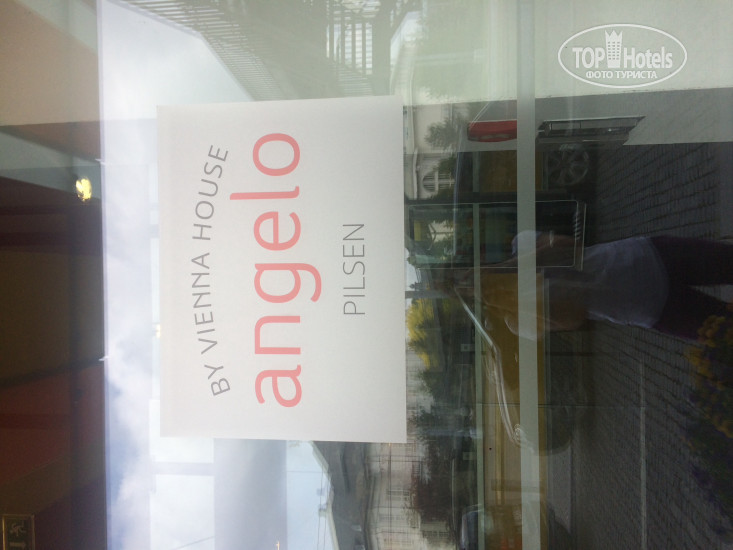 BY VIENNA HOUSE
angelo
PILSEN
TOP Hotels
ФОТО ТУРИСТА